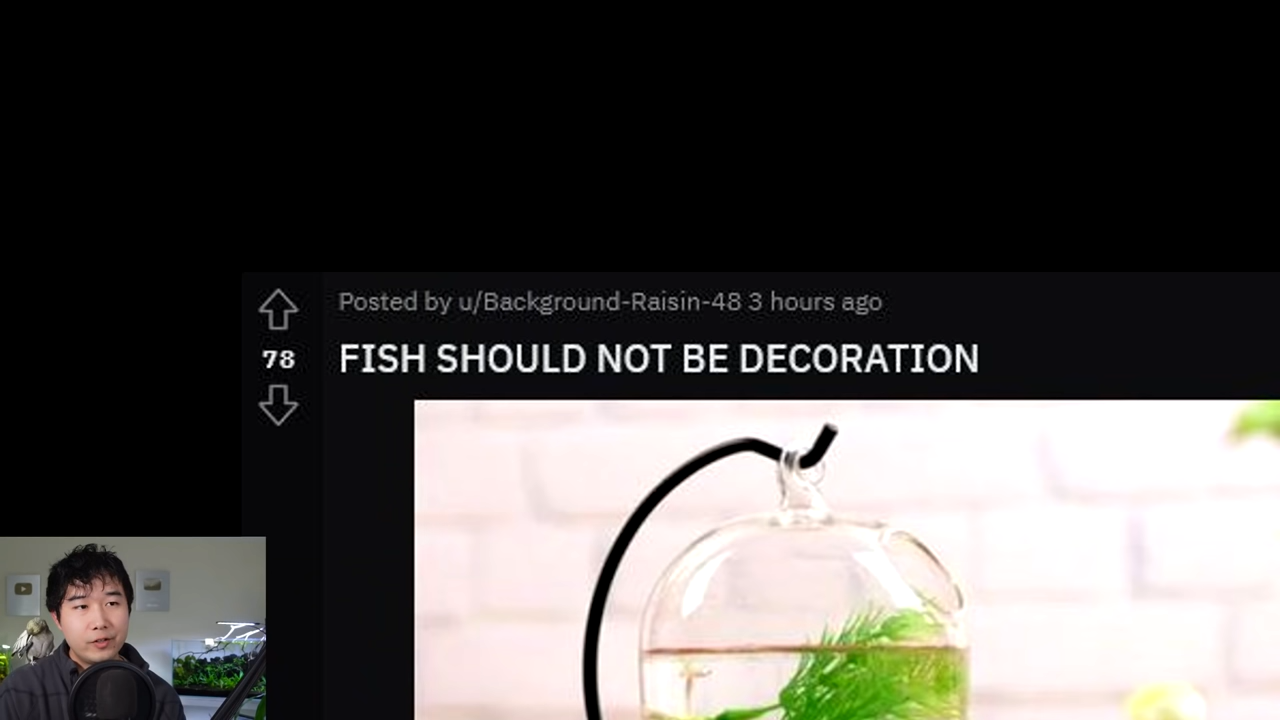 Posted by u/Background-Raisin-48 3 hours ago
78
FISH SHOULD NOT BE DECORATION